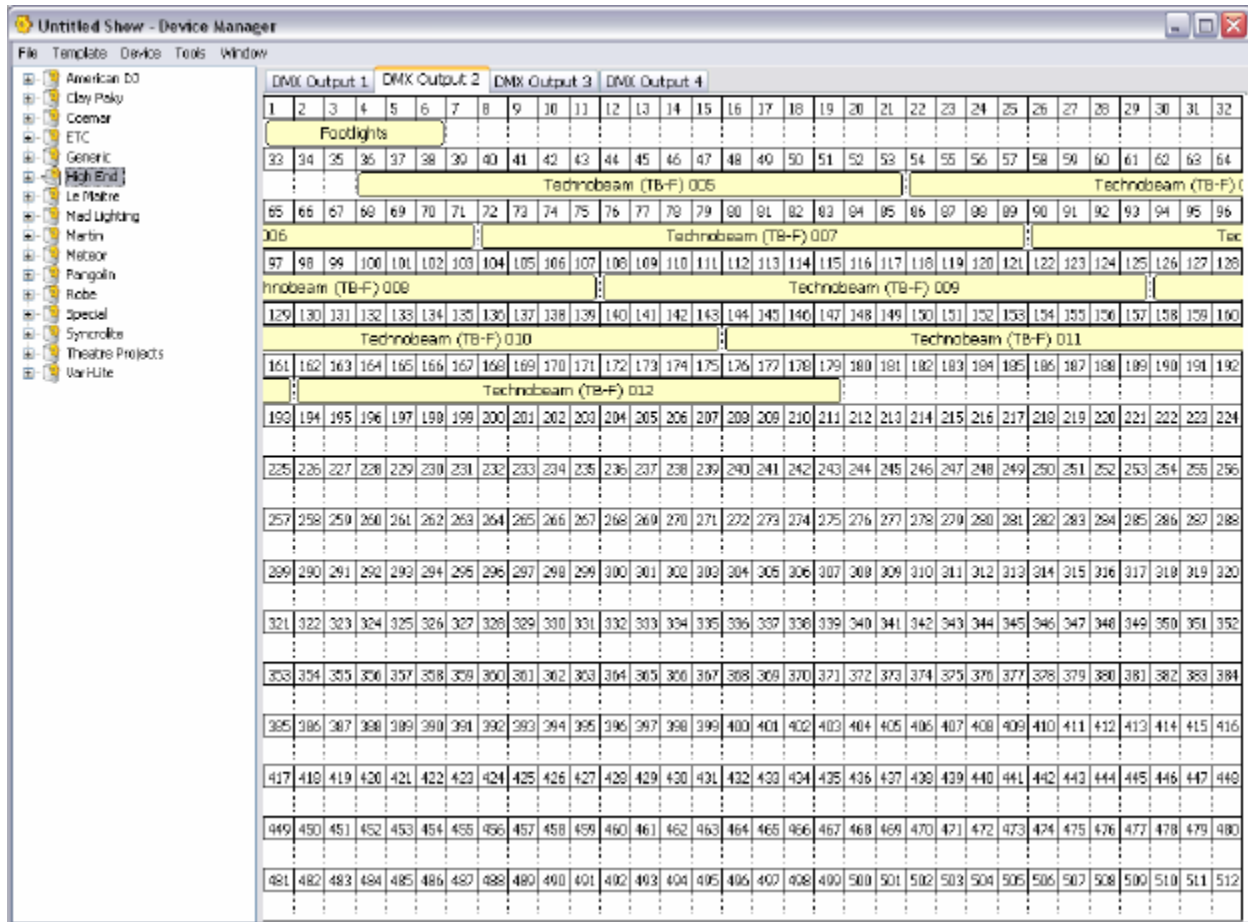 Untitled Show - Device Manager
File Template Device Tools Window
American DJ
Clay Paky
Coemar
ETC
Generic
High End
Le Maitre
Mad Lighting
Martin
Meteor
Pangolin
Robe
Special
Syncrolite
Theatre Projects
Vari-Lite
DMX Output 1 DMX Output 2 DMX Output 3 DMX Output 4
1 2 3 4 5 6 7 8 9 10 11 12 13 14 15 16 17 18 19 20 21 22 23 24 25 26 27 28 29 30 31 32
Footlights
33 34 35 36 37 38 39 40 41 42 43 44 45 46 47 48 49 50 51 52 53 54 55 56 57 58 59 60 61 62 63 64
Technobeam (TB-F) 005 Technobeam (TB-F) 0
65 66 67 68 69 70 71 72 73 74 75 76 77 78 79 80 81 82 83 84 85 86 87 88 89 90 91 92 93 94 95 96
006 Technobeam (TB-F) 007 Tec
97 98 99 100 101 102 103 104 105 106 107 108 109 110 111 112 113 114 115 116 117 118 119 120 121 122 123 124 125 126 127 128
hnobeam (TB-F) 008 Technobeam (TB-F) 009
129 130 131 132 133 134 135 136 137 138 139 140 141 142 143 144 145 146 147 148 149 150 151 152 153 154 155 156 157 158 159 160
Technobeam (TB-F) 010 Technobeam (TB-F) 011
161 162 163 164 165 166 167 168 169 170 171 172 173 174 175 176 177 178 179 180 181 182 183 184 185 186 187 188 189 190 191 192
Technobeam (TB-F) 012
193 194 195 196 197 198 199 200 201 202 203 204 205 206 207 208 209 210 211 212 213 214 215 216 217 218 219 220 221 222 223 224
225 226 227 228 229 230 231 232 233 234 235 236 237 238 239 240 241 242 243 244 245 246 247 248 249 250 251 252 253 254 255 256
257 258 259 260 261 262 263 264 265 266 267 268 269 270 271 272 273 274 275 276 277 278 279 280 281 282 283 284 285 286 287 288
289 290 291 292 293 294 295 296 297 298 299 300 301 302 303 304 305 306 307 308 309 310 311 312 313 314 315 316 317 318 319 320
321 322 323 324 325 326 327 328 329 330 331 332 333 334 335 336 337 338 339 340 341 342 343 344 345 346 347 348 349 350 351 352
353 354 355 356 357 358 359 360 361 362 363 364 365 366 367 368 369 370 371 372 373 374 375 376 377 378 379 380 381 382 383 384
385 386 387 388 389 390 391 392 393 394 395 396 397 398 399 400 401 402 403 404 405 406 407 408 409 410 411 412 413 414 415 416
417 418 419 420 421 422 423 424 425 426 427 428 429 430 431 432 433 434 435 436 437 438 439 440 441 442 443 444 445 446 447 448
449 450 451 452 453 454 455 456 457 458 459 460 461 462 463 464 465 466 467 468 469 470 471 472 473 474 475 476 477 478 479 480
481 482 483 484 485 486 487 488 489 490 491 492 493 494 495 496 497 498 499 500 501 502 503 504 505 506 507 508 509 510 511 512